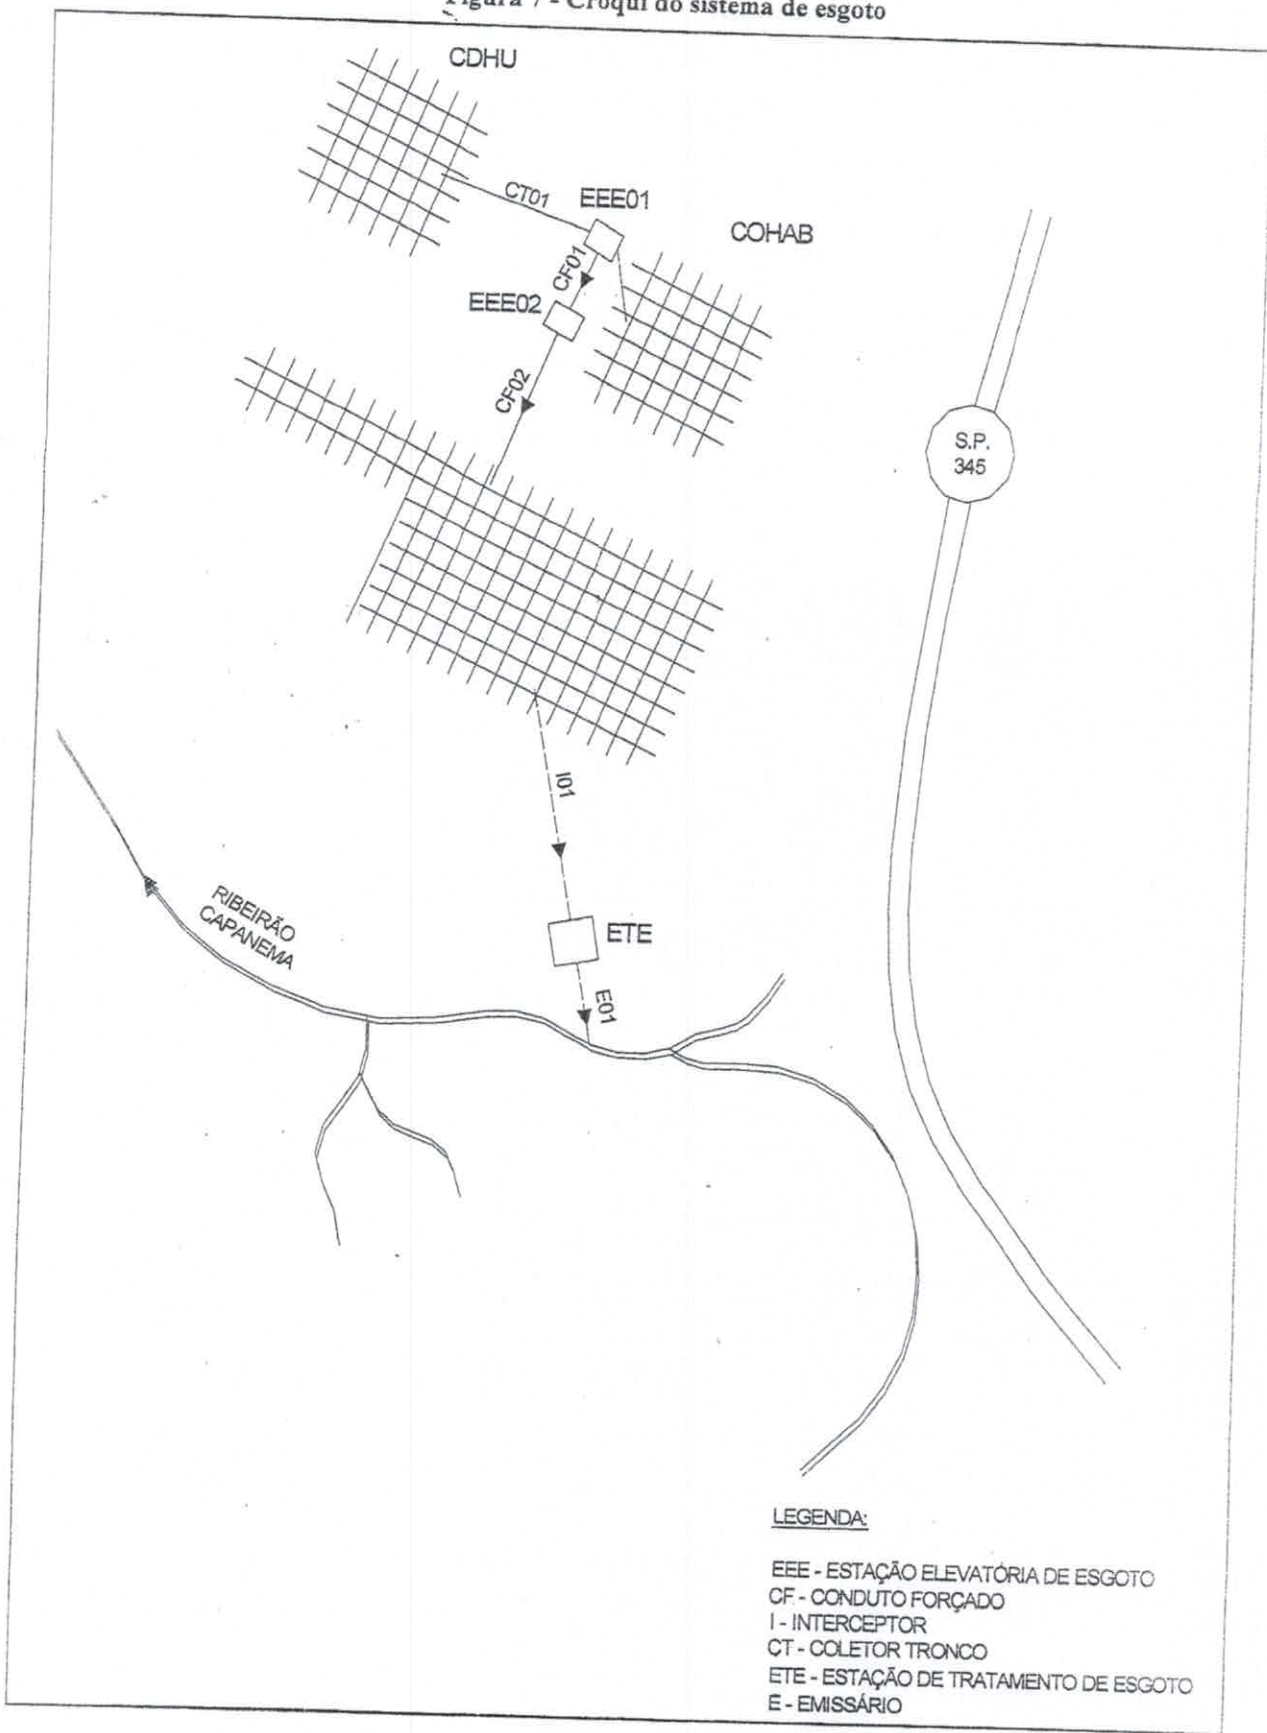 Figura 7 - Croqui do sistema de esgoto
CDHU
CT01
EEE01
COHAB
CF01
EEE02
CF02
S.P.
345
I01
RIBEIRÃO
CAPANEMA
ETE
E01
LEGENDA:
EEE - ESTAÇÃO ELEVATÓRIA DE ESGOTO
CF - CONDUTO FORÇADO
I - INTERCEPTOR
CT - COLETOR TRONCO
ETE - ESTAÇÃO DE TRATAMENTO DE ESGOTO
E - EMISSÁRIO